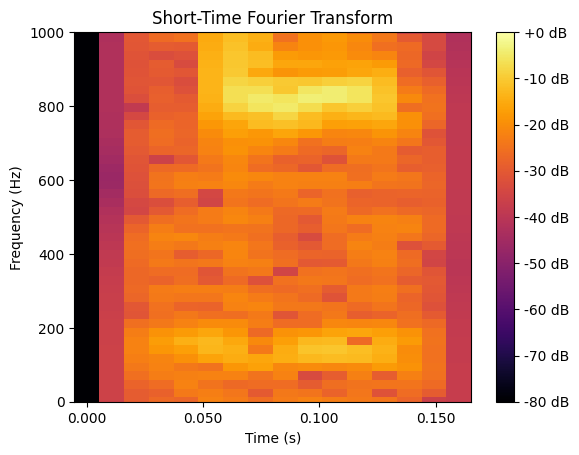 Short-Time Fourier Transform
1000
800
600
400
200
0
Frequency (Hz)
0.000
0.050
0.100
0.150
Time (s)
+0 dB
-10 dB
-20 dB
-30 dB
-40 dB
-50 dB
-60 dB
-70 dB
-80 dB